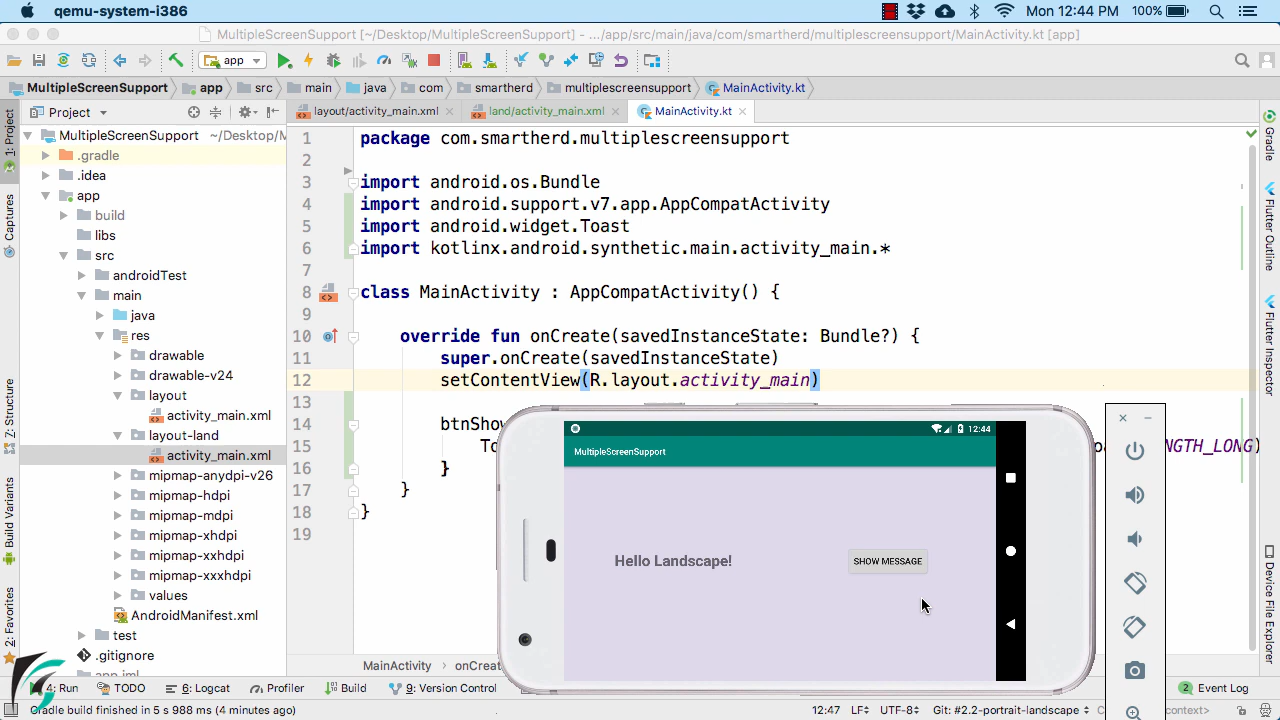 qemu-system-i386
Mon 12:44 PM 100%
MultipleScreenSupport [~/Desktop/MultipleScreenSupport] - .../app/src/main/java/com/smartherd/multiplescreensupport/MainActivity.kt [app]
app
MultipleScreenSupport app src main java com smartherd multiplescreensupport MainActivity.kt
Project
layout/activity_main.xml land/activity_main.xml MainActivity.kt
1: Project
Captures
Z: Structure
Build Variants
2: Favorites
MultipleScreenSupport ~/Desktop/M
.gradle
.idea
app
build
libs
src
androidTest
main
java
res
drawable
drawable-v24
layout
activity_main.xml
layout-land
activity_main.xml
mipmap-anydpi-v26
mipmap-hdpi
mipmap-mdpi
mipmap-xhdpi
mipmap-xxhdpi
mipmap-xxxhdpi
values
AndroidManifest.xml
test
.gitignore
app.iml
1 package com.smartherd.multiplescreensupport
2
3 import android.os.Bundle
4 import android.support.v7.app.AppCompatActivity
5 import android.widget.Toast
6 import kotlinx.android.synthetic.main.activity_main.*
7
8 class MainActivity : AppCompatActivity() {
9
10 override fun onCreate(savedInstanceState: Bundle?) {
11 super.onCreate(savedInstanceState)
12 setContentView(R.layout.activity_main)
13
14 btnShow
15 To NGTH_LONG)
16 }
17 }
18 }
19
12:44
MultipleScreenSupport
Hello Landscape!
SHOW MESSAGE
Gradle
Flutter Outline
Flutter Inspector
Device File Explorer
MainActivity › onCreat
4: Run TODO 6: Logcat Profiler Build 9: Version Control 2 Event Log
Gradle build finished in 5 s 988 ms (4 minutes ago) 12:47 LF÷ UTF-8÷ Git: #2.2-portrait-landscape context>